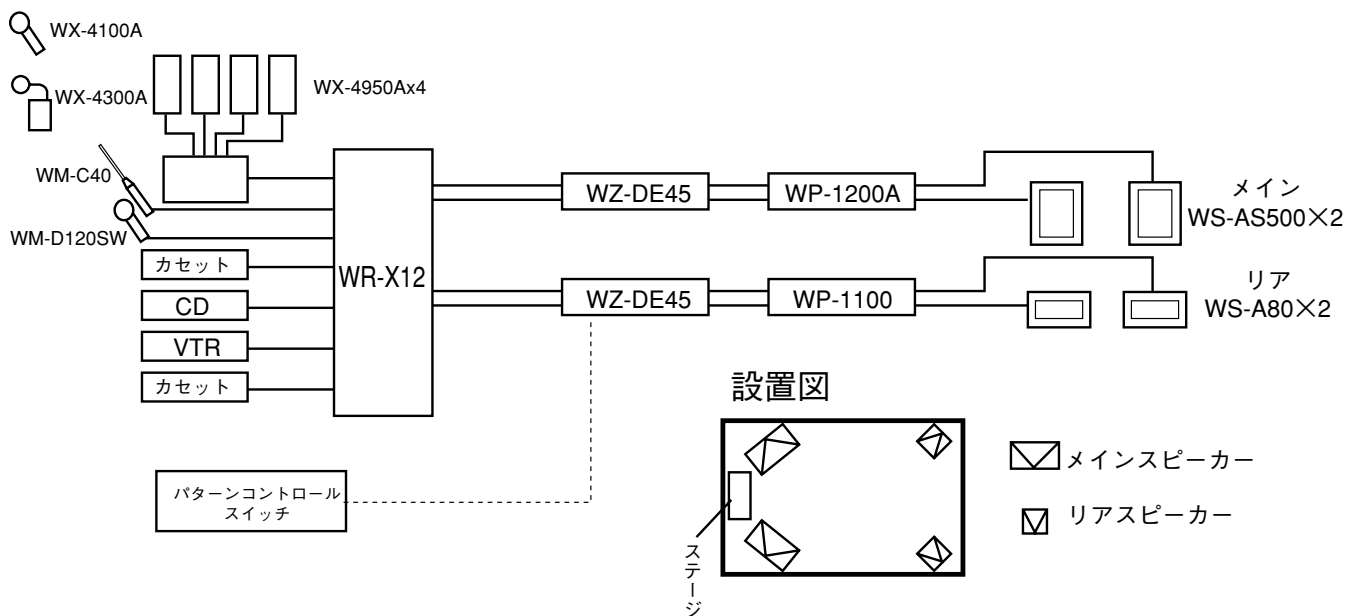 WX-4100A
WX-4300A
WX-4950Ax4
WM-C40
WM-D120SW
カセット
CD
VTR
カセット
WR-X12
WZ-DE45
WP-1200A
メイン
WS-AS500×2
WZ-DE45
WP-1100
リア
WS-A80×2
パターンコントロール
スイッチ
設置図
ステージ
メインスピーカー
リアスピーカー